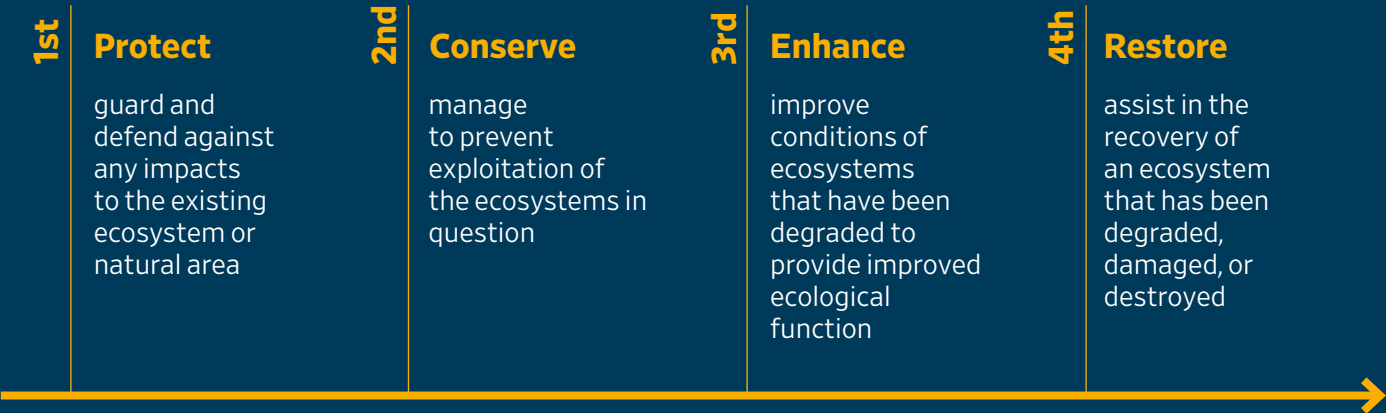 1st
Protect
guard and
defend against
any impacts
to the existing
ecosystem or
natural area
2nd
Conserve
manage
to prevent
exploitation of
the ecosystems in
question
3rd
Enhance
improve
conditions of
ecosystems
that have been
degraded to
provide improved
ecological
function
4th
Restore
assist in the
recovery of
an ecosystem
that has been
degraded,
damaged, or
destroyed